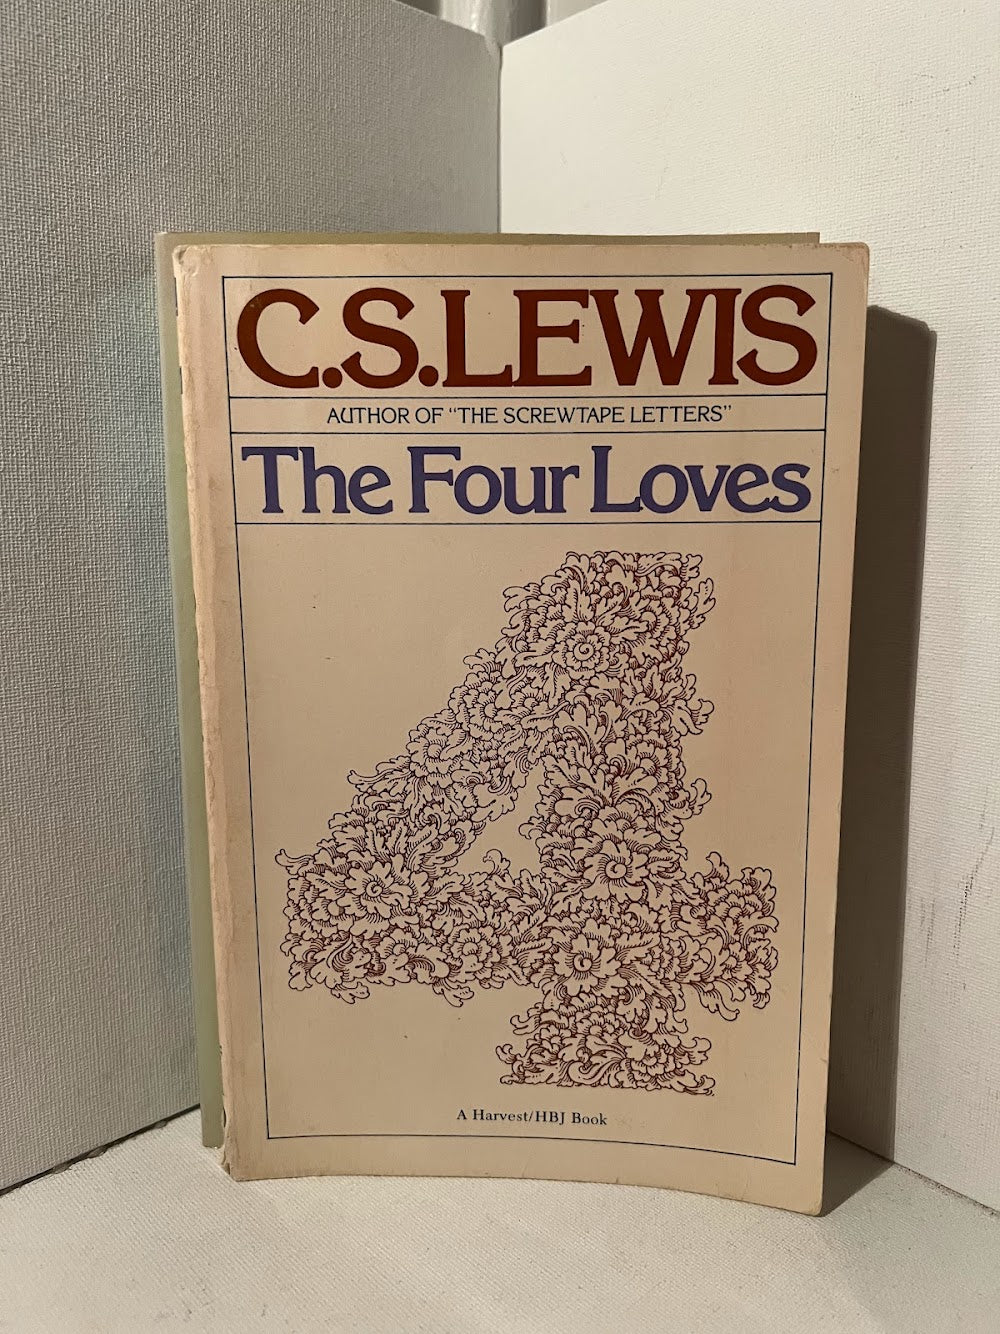 C.S.LEWIS
AUTHOR OF "THE SCREWTAPE LETTERS"
The Four Loves
A Harvest/HBJ Book